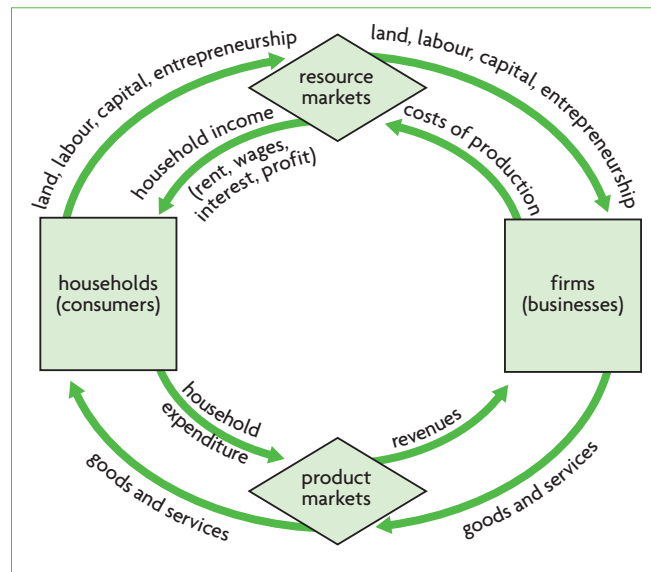 land, labour, capital, entrepreneurship
land, labour, capital, entrepreneurship
resource
markets
household income
(rent, wages,
interest, profit)
costs of production
households
(consumers)
firms
(businesses)
household
expenditure
revenues
goods and services
product
markets
goods and services